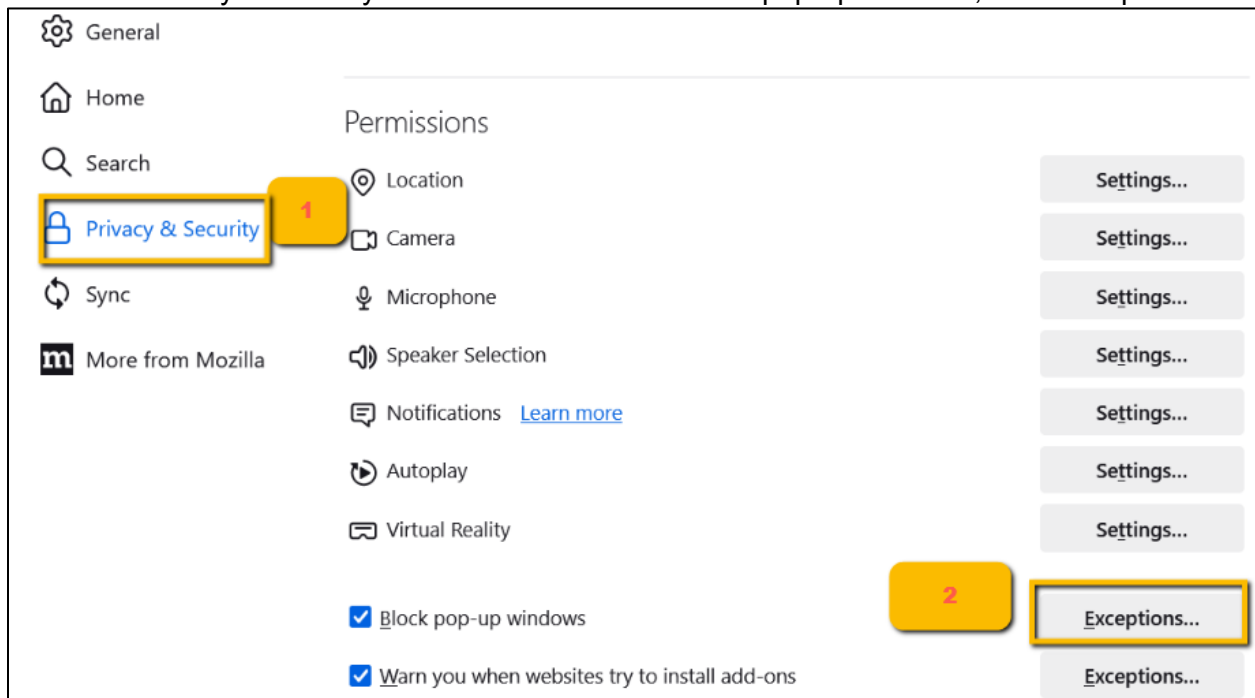 General
Home
Permissions
Search
Location
Settings...
1
Privacy & Security
Camera
Settings...
Sync
Microphone
Settings...
More from Mozilla
Speaker Selection
Settings...
Notifications Learn more
Settings...
Autoplay
Settings...
Virtual Reality
Settings...
2
Block pop-up windows
Exceptions...
Warn you when websites try to install add-ons
Exceptions...